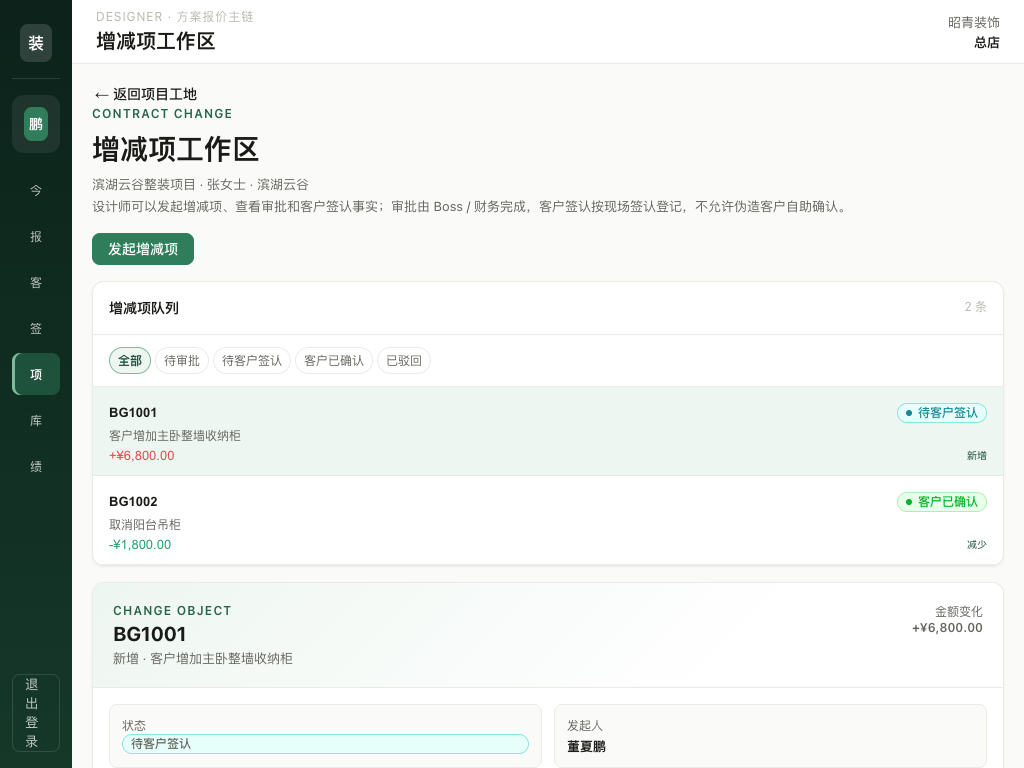 装
鹏
今
报
客
签
项
库
绩
退
出
登
录
DESIGNER · 方案报价主链
增减项工作区
昭青装饰
总店
← 返回项目工地
CONTRACT CHANGE
增减项工作区
滨湖云谷整装项目 · 张女士 · 滨湖云谷
设计师可以发起增减项、查看审批和客户签认事实；审批由 Boss / 财务完成，客户签认按现场签认登记，不允许伪造客户自助确认。
发起增减项
增减项队列
2 条
全部 待审批 待客户签认 客户已确认 已驳回
BG1001
待客户签认
客户增加主卧整墙收纳柜
+¥6,800.00
新增
BG1002
客户已确认
取消阳台吊柜
-¥1,800.00
减少
CHANGE OBJECT
BG1001
新增 · 客户增加主卧整墙收纳柜
金额变化
+¥6,800.00
状态
待客户签认
发起人
董夏鹏